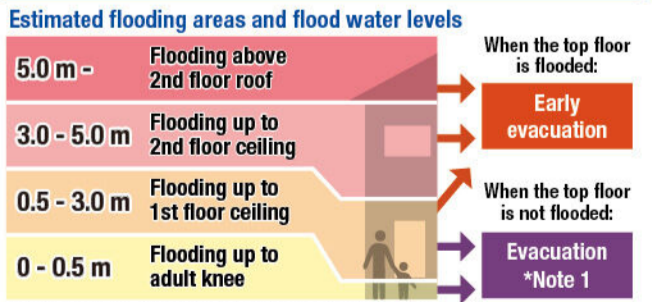 Estimated flooding areas and flood water levels
5.0 m -
Flooding above
2nd floor roof
3.0 - 5.0 m
Flooding up to
2nd floor ceiling
0.5 - 3.0 m
Flooding up to
1st floor ceiling
0 - 0.5 m
Flooding up to
adult knee
When the top floor
is flooded:
Early
evacuation
When the top floor
is not flooded:
Evacuation
*Note 1